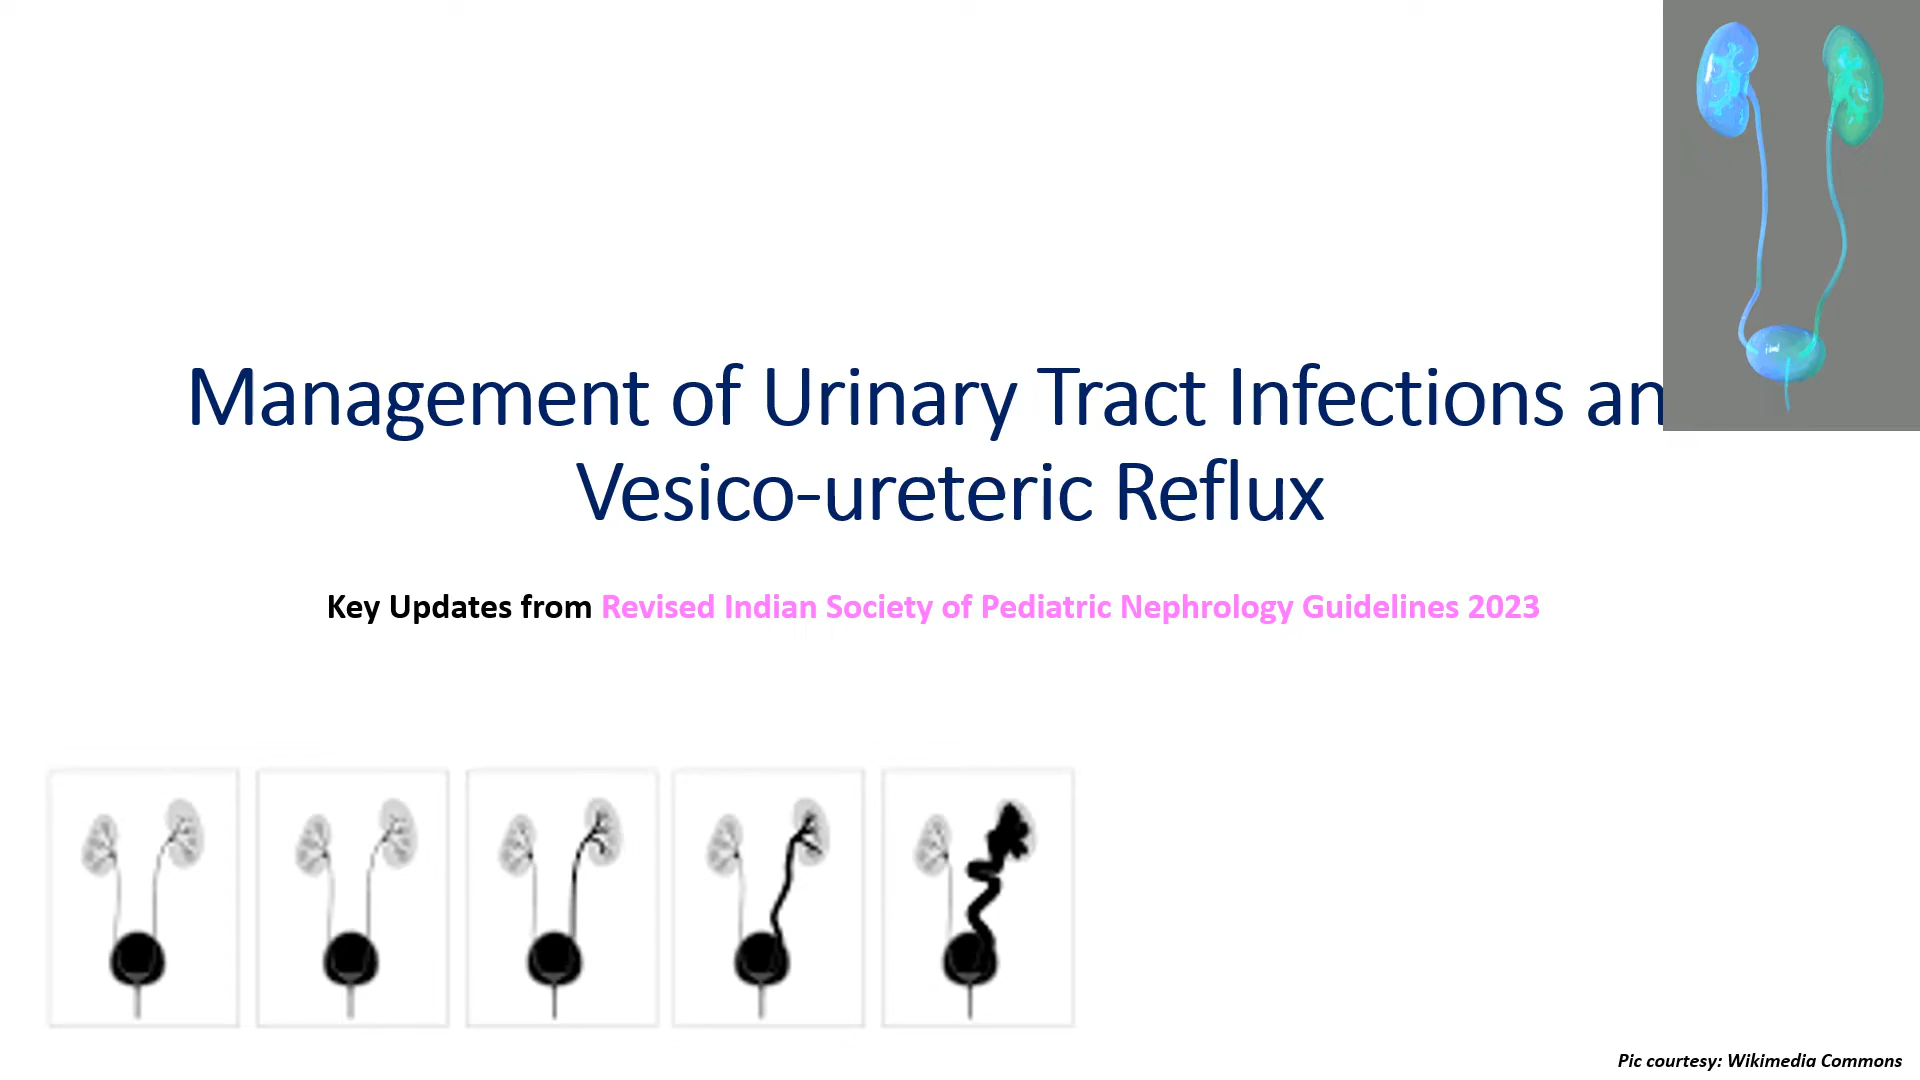 Management of Urinary Tract Infections an
Vesico-ureteric Reflux
Key Updates from Revised Indian Society of Pediatric Nephrology Guidelines 2023
Pic courtesy: Wikimedia Commons